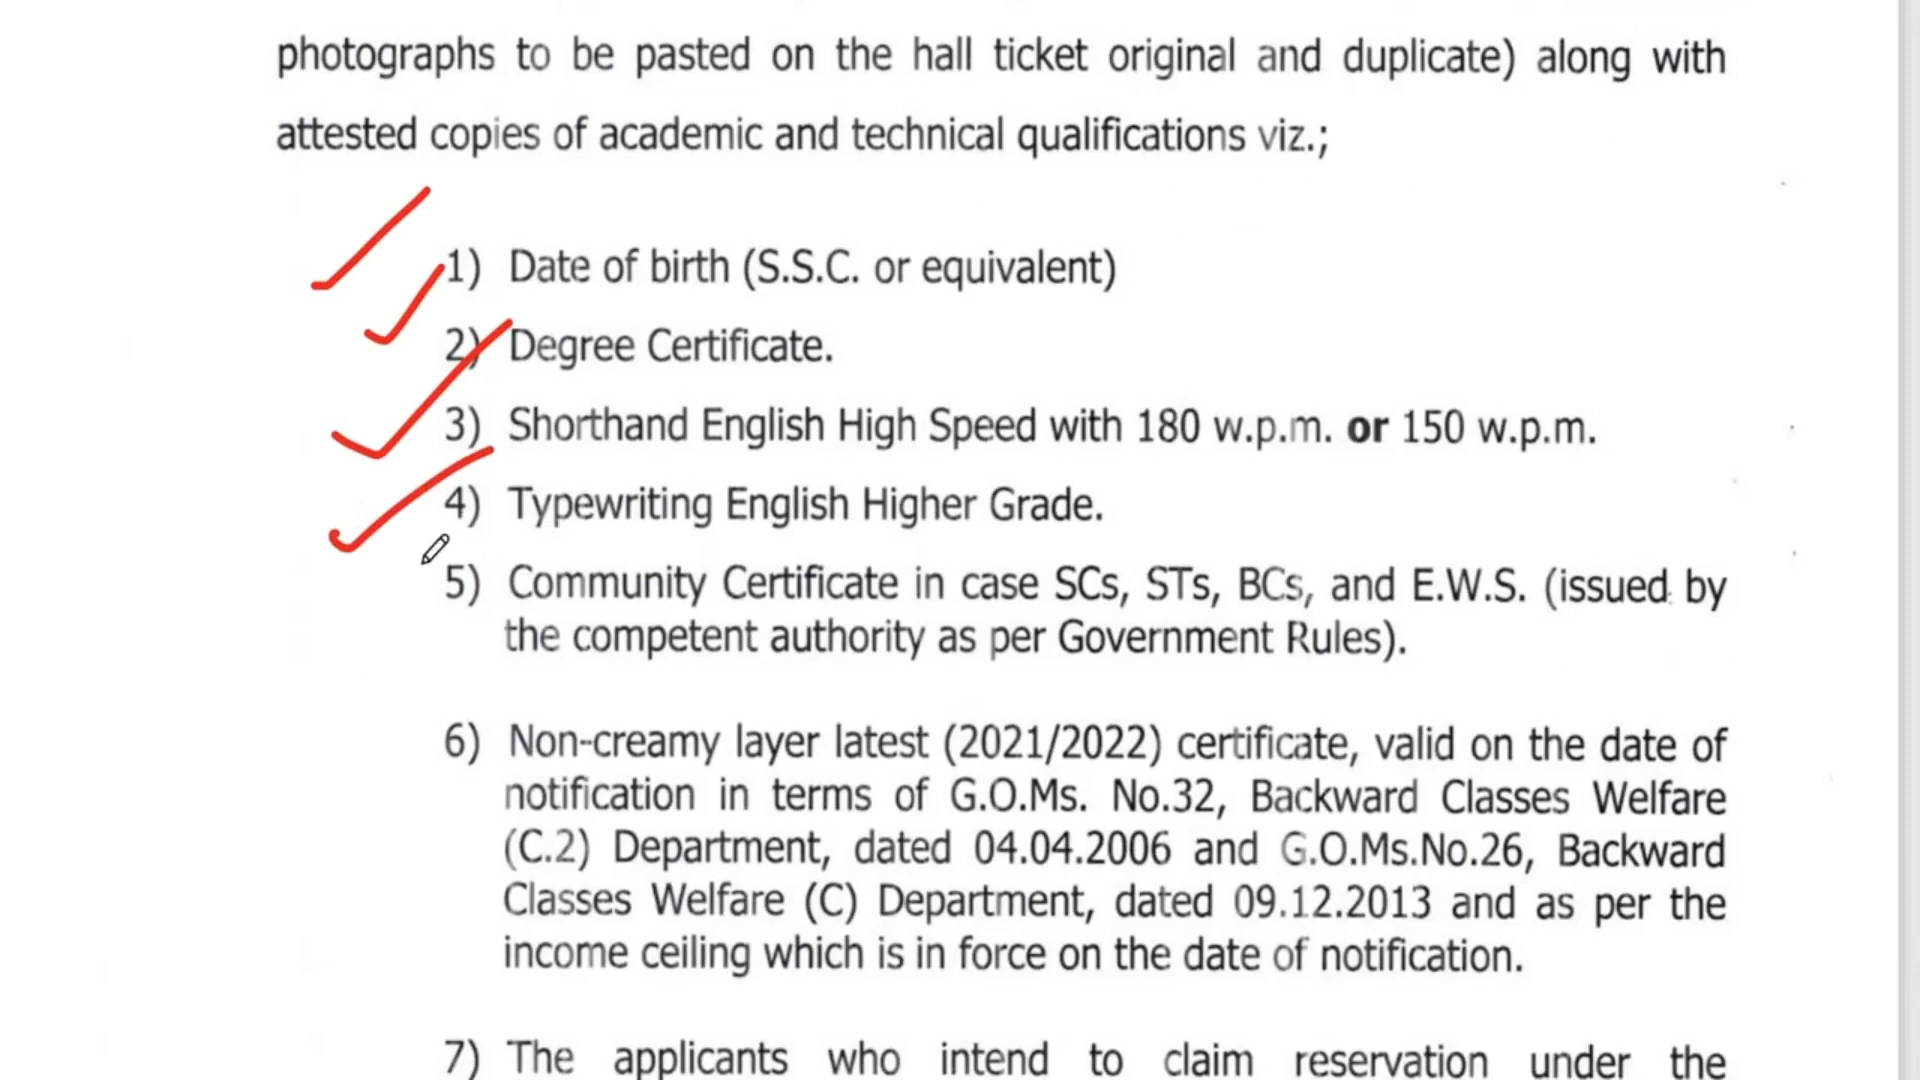 photographs to be pasted on the hall ticket original and duplicate) along with
attested copies of academic and technical qualifications viz.;
1) Date of birth (S.S.C. or equivalent)
2) Degree Certificate.
3) Shorthand English High Speed with 180 w.p.m. or 150 w.p.m.
4) Typewriting English Higher Grade.
5) Community Certificate in case SCs, STs, BCs, and E.W.S. (issued by
the competent authority as per Government Rules).
6) Non-creamy layer latest (2021/2022) certificate, valid on the date of
notification in terms of G.O.Ms. No.32, Backward Classes Welfare
(C.2) Department, dated 04.04.2006 and G.O.Ms.No.26, Backward
Classes Welfare (C) Department, dated 09.12.2013 and as per the
income ceiling which is in force on the date of notification.
7) The applicants who intend to claim reservation under the